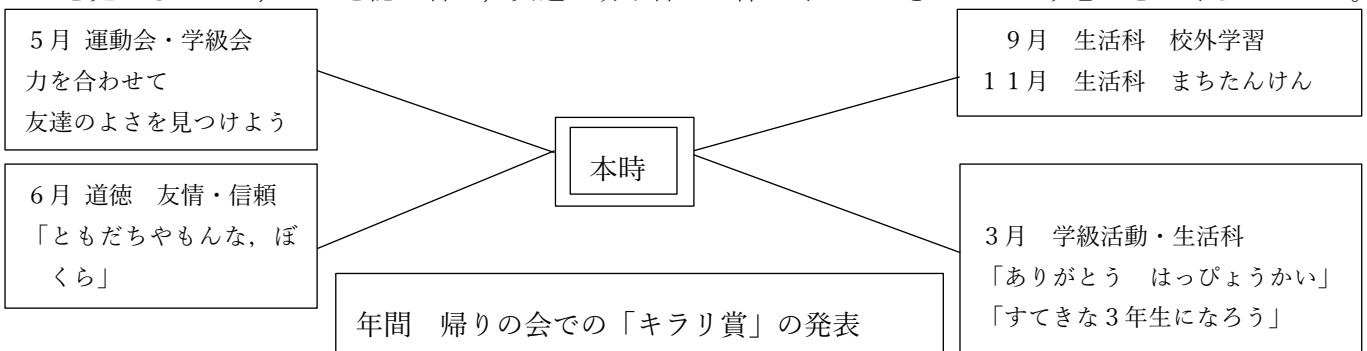 5月 運動会・学級会
力を合わせて
友達のよさを見つけよう
6月 道徳　友情・信頼
「ともだちやもんな，ぼ
くら」
本時
年間　帰りの会での「キラリ賞」の発表
9月　生活科　校外学習
11月　生活科　まちたんけん
3月　学級活動・生活科
「ありがとう　はっぴょうかい」
「すてきな3年生になろう」